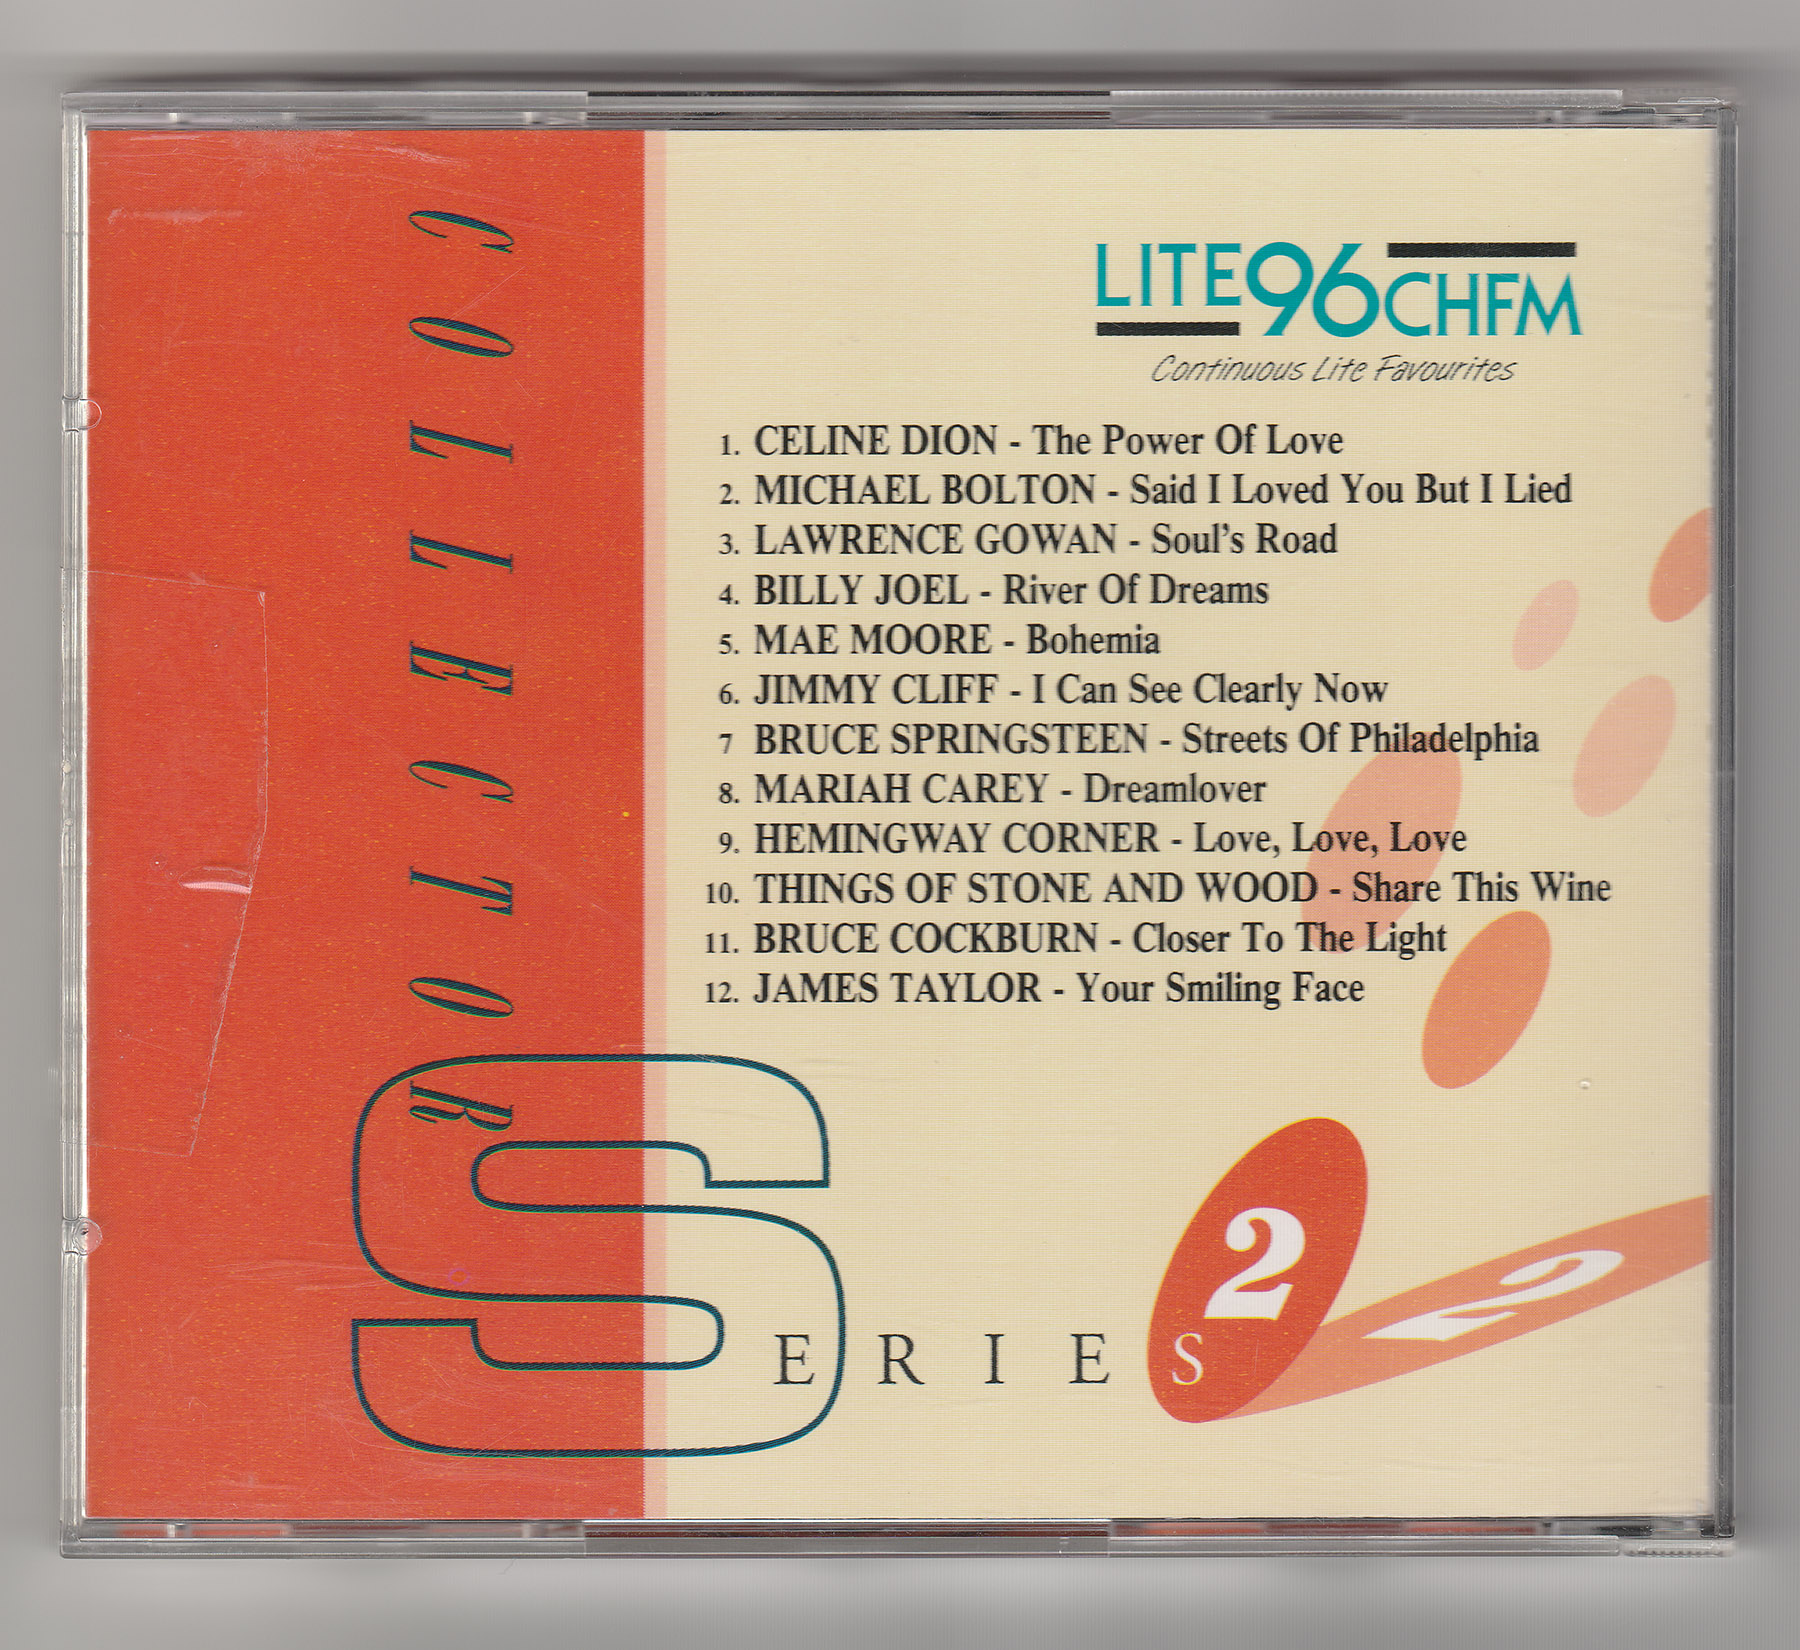 COLLECTOR
LITE 96 CHFM
Continuous Lite Favourites
1. CELINE DION - The Power Of Love
2. MICHAEL BOLTON - Said I Loved You But I Lied
3. LAWRENCE GOWAN - Soul's Road
4. BILLY JOEL - River Of Dreams
5. MAE MOORE - Bohemia
6. JIMMY CLIFF - I Can See Clearly Now
7 BRUCE SPRINGSTEEN - Streets Of Philadelphia
8. MARIAH CAREY - Dreamlover
9. HEMINGWAY CORNER - Love, Love, Love
10. THINGS OF STONE AND WOOD - Share This Wine
11. BRUCE COCKBURN - Closer To The Light
12. JAMES TAYLOR - Your Smiling Face
SERIES
2
2